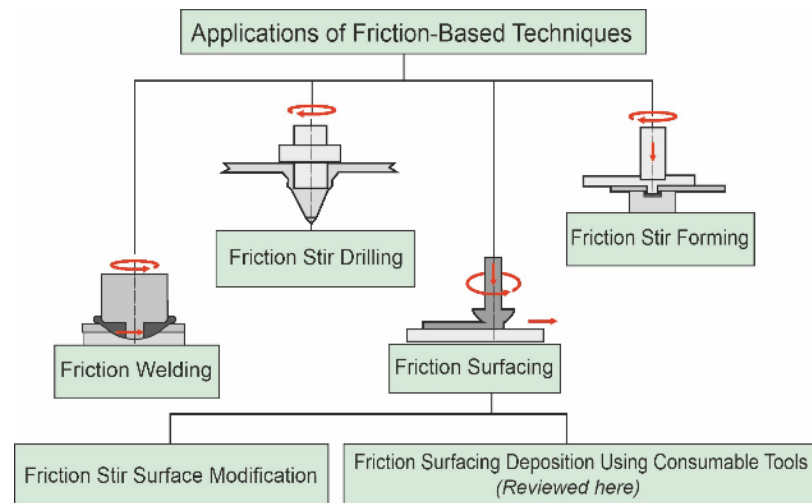 Applications of Friction-Based Techniques
Friction Stir Drilling
Friction Stir Forming
Friction Welding
Friction Surfacing
Friction Stir Surface Modification
Friction Surfacing Deposition Using Consumable Tools
(Reviewed here)